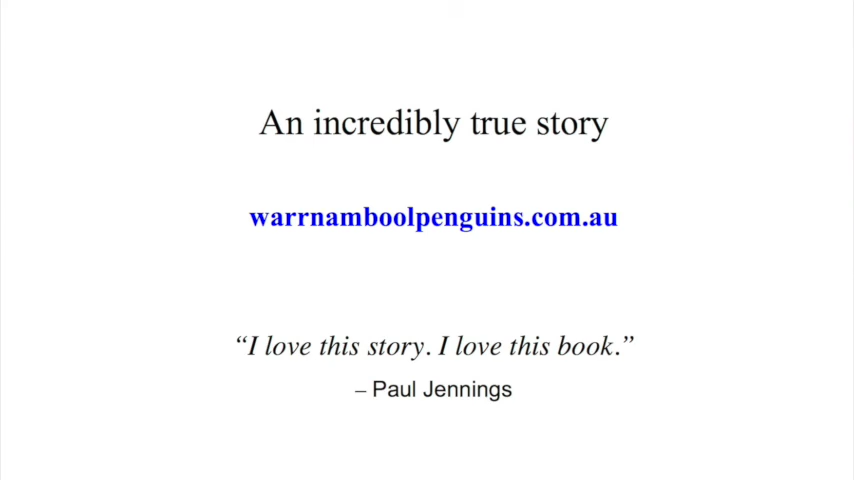 An incredibly true story
warrnamboolpenguins.com.au
“I love this story. I love this book.”
– Paul Jennings